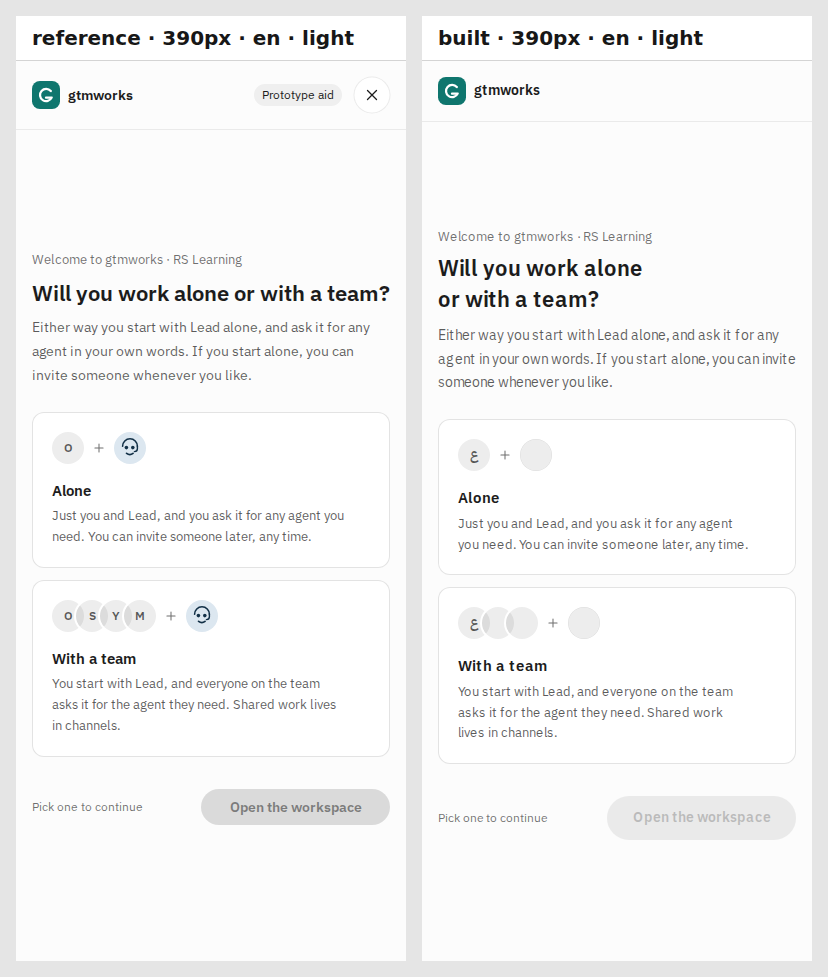 reference · 390px · en · light
gtmworks
Prototype aid
Welcome to gtmworks · RS Learning
Will you work alone or with a team?
Either way you start with Lead alone, and ask it for any
agent in your own words. If you start alone, you can
invite someone whenever you like.
O +
Alone
Just you and Lead, and you ask it for any agent you
need. You can invite someone later, any time.
O S Y M +
With a team
You start with Lead, and everyone on the team
asks it for the agent they need. Shared work lives
in channels.
Pick one to continue
Open the workspace
built · 390px · en · light
gtmworks
Welcome to gtmworks · RS Learning
Will you work alone
or with a team?
Either way you start with Lead alone, and ask it for any
agent in your own words. If you start alone, you can invite
someone whenever you like.
ع +
Alone
Just you and Lead, and you ask it for any agent
you need. You can invite someone later, any time.
ع +
With a team
You start with Lead, and everyone on the team
asks it for the agent they need. Shared work
lives in channels.
Pick one to continue
Open the workspace